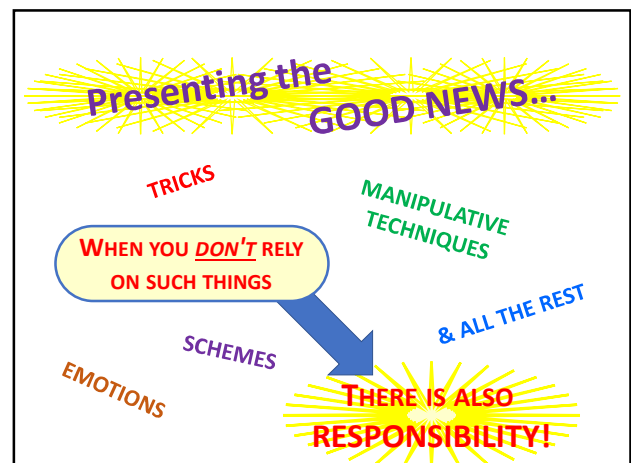 Presenting the
GOOD NEWS...
TRICKS
MANIPULATIVE
TECHNIQUES
WHEN YOU DON'T RELY
ON SUCH THINGS
& ALL THE REST
SCHEMES
EMOTIONS
THERE IS ALSO
RESPONSIBILITY!